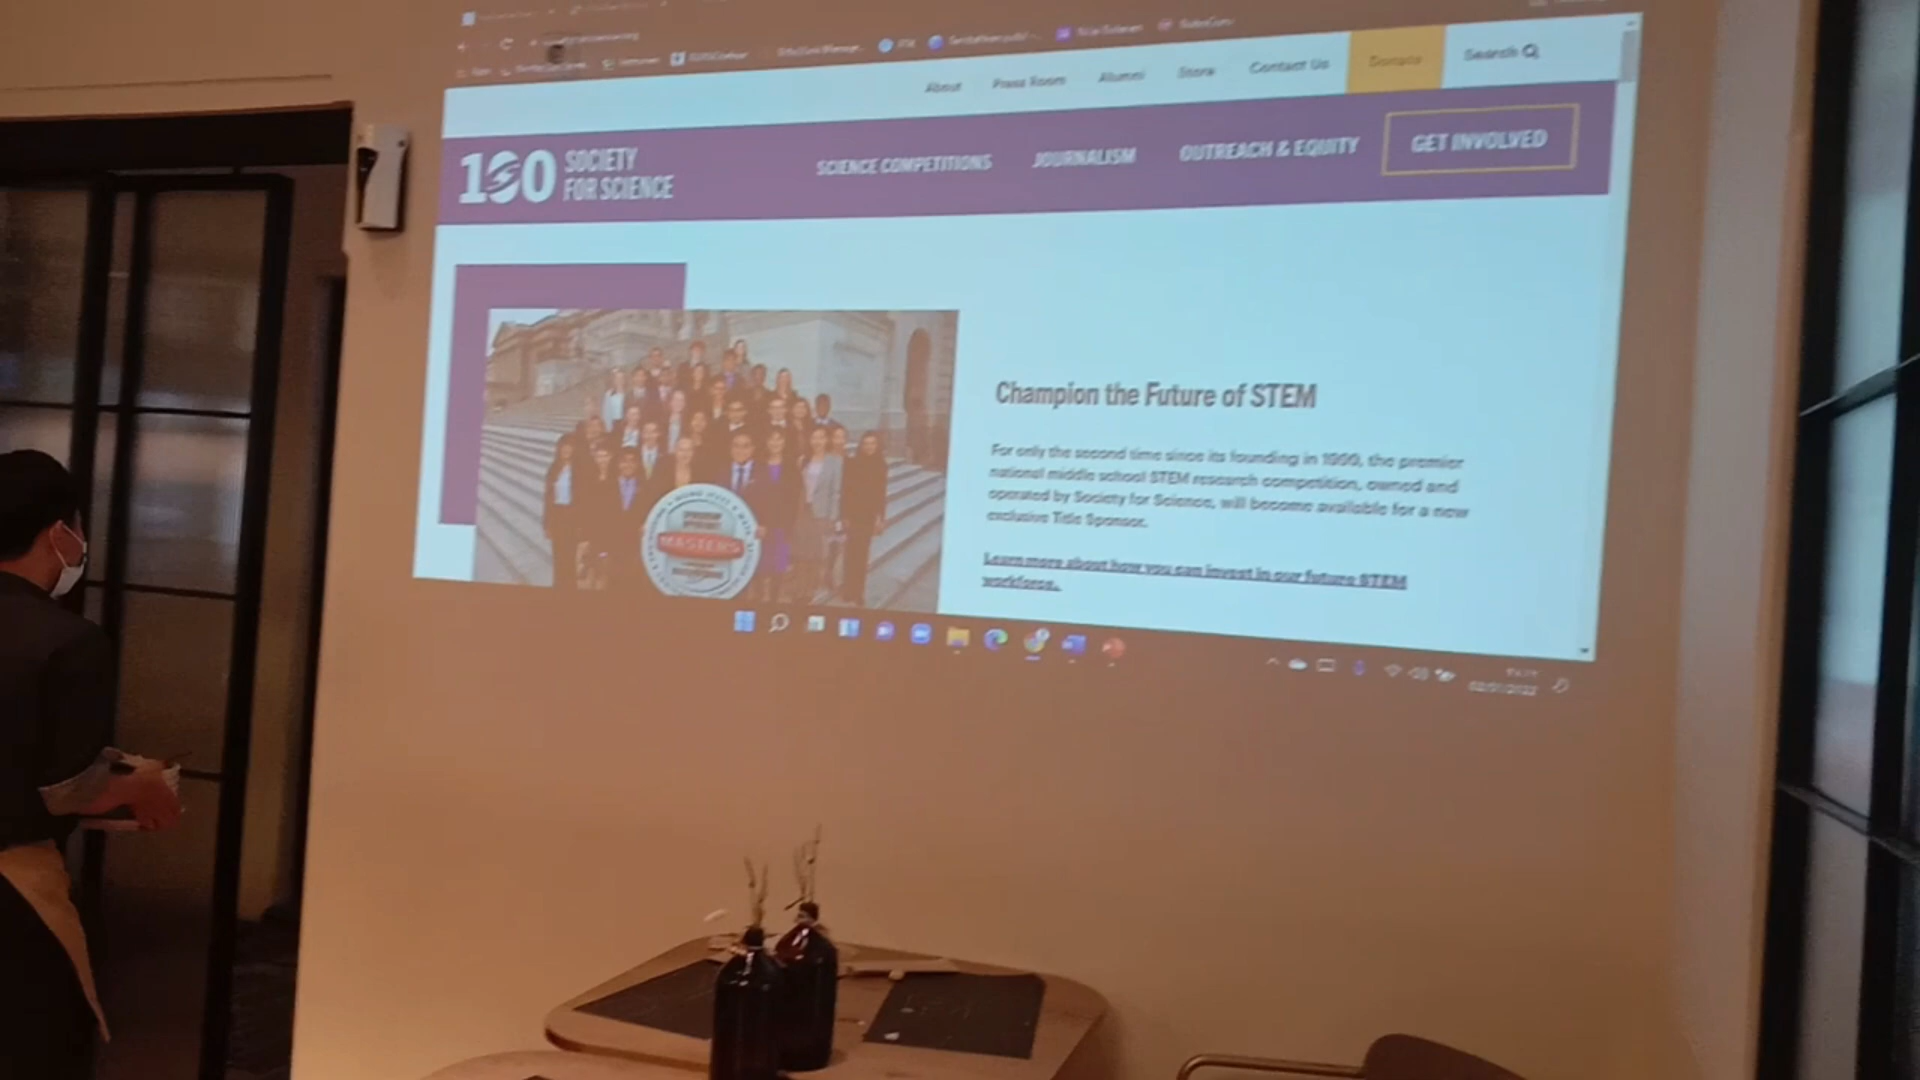 About Press Room Alumni Store Contact Us Donate Search
100 SOCIETY
FOR SCIENCE
SCIENCE COMPETITIONS JOURNALISM OUTREACH & EQUITY GET INVOLVED
Champion the Future of STEM
For only the second time since its founding in 1999, the premier
national middle school STEM research competition, owned and
operated by Society for Science, will become available for a new
exclusive Title Sponsor.
Learn more about how you can invest in our future STEM
workforce.
MASTERS